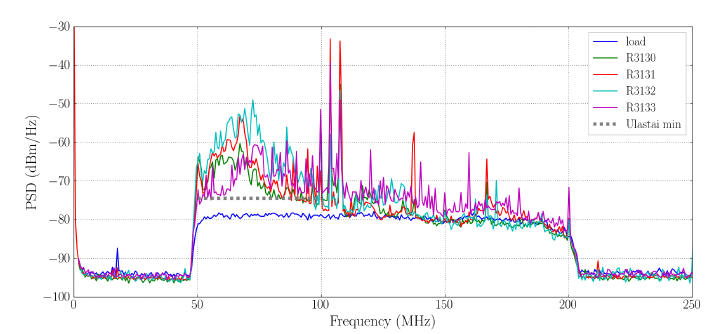 −30
−40
−50
−60
−70
−80
−90
−100
PSD (dBin/Hz)
0
50
100
150
200
250
Frequency (MHz)
load
R3130
R3131
R3132
R3133
Ulastai min